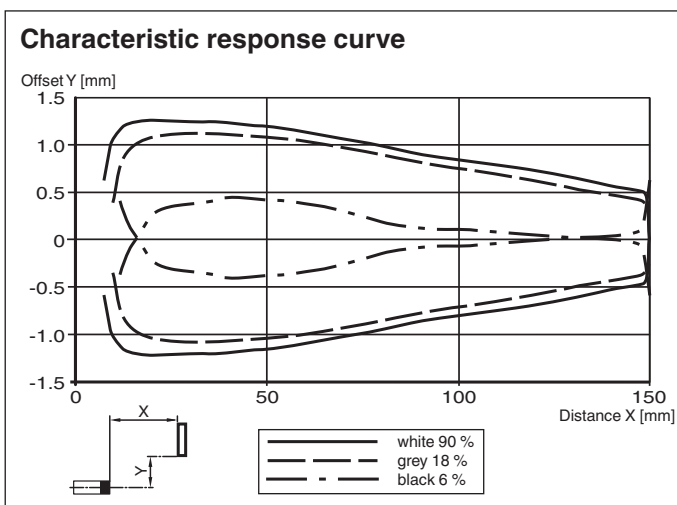 Characteristic response curve
Offset Y [mm]
1.5
1.0
0.5
0
-0.5
-1.0
-1.5
0 50 100 150
Distance X [mm]
X
Y
white 90 %
grey 18 %
black 6 %